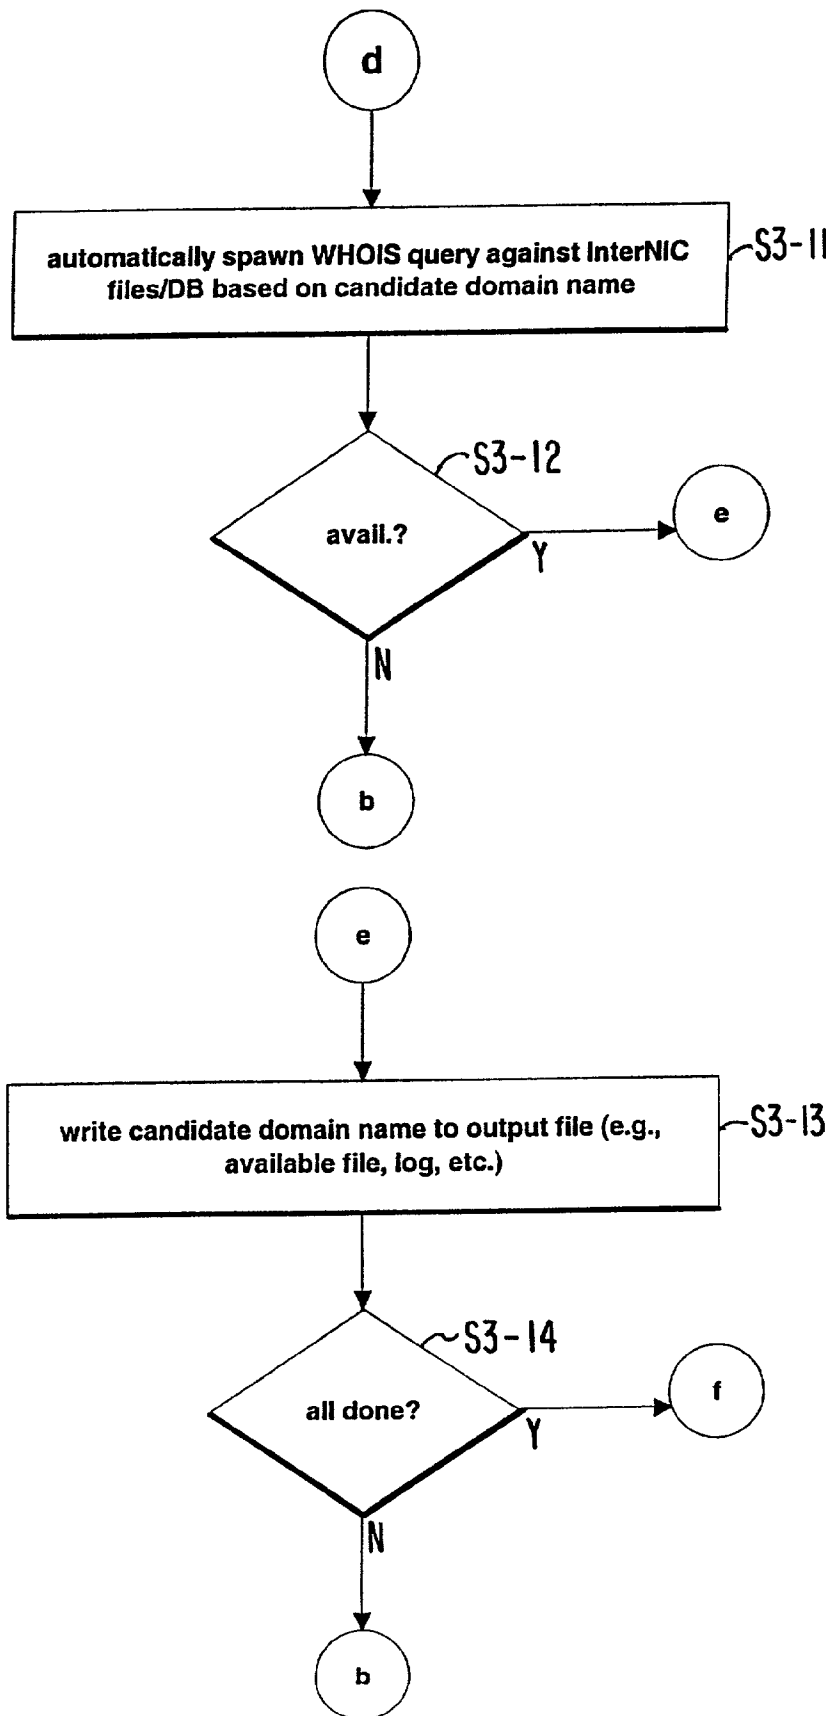 d
automatically spawn WHOIS query against InterNIC
files/DB based on candidate domain name
S3-11
S3-12
avail.?
e
Y
N
b
e
write candidate domain name to output file (e.g.,
available file, log, etc.)
S3-13
S3-14
all done?
f
Y
N
b